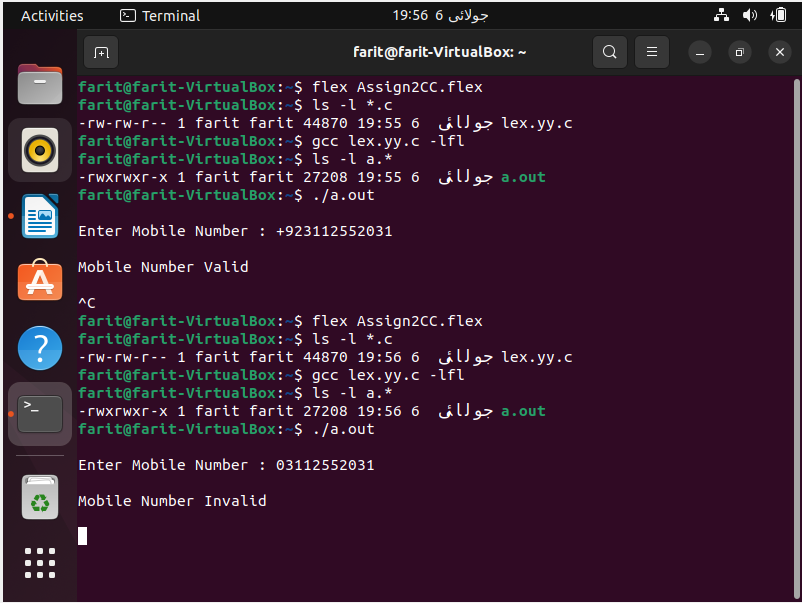 Activities Terminal 19:56 6 جولائی
farit@farit-VirtualBox: ~
farit@farit-VirtualBox:~$ flex Assign2CC.flex
farit@farit-VirtualBox:~$ ls -l *.c
-rw-rw-r-- 1 farit farit 44870 19:55 6 جولائی lex.yy.c
farit@farit-VirtualBox:~$ gcc lex.yy.c -lfl
farit@farit-VirtualBox:~$ ls -l a.*
-rwxrwxr-x 1 farit farit 27208 19:55 6 جولائی a.out
farit@farit-VirtualBox:~$ ./a.out
Enter Mobile Number : +923112552031
Mobile Number Valid
^C
farit@farit-VirtualBox:~$ flex Assign2CC.flex
farit@farit-VirtualBox:~$ ls -l *.c
-rw-rw-r-- 1 farit farit 44870 19:56 6 جولائی lex.yy.c
farit@farit-VirtualBox:~$ gcc lex.yy.c -lfl
farit@farit-VirtualBox:~$ ls -l a.*
-rwxrwxr-x 1 farit farit 27208 19:56 6 جولائی a.out
farit@farit-VirtualBox:~$ ./a.out
Enter Mobile Number : 03112552031
Mobile Number Invalid